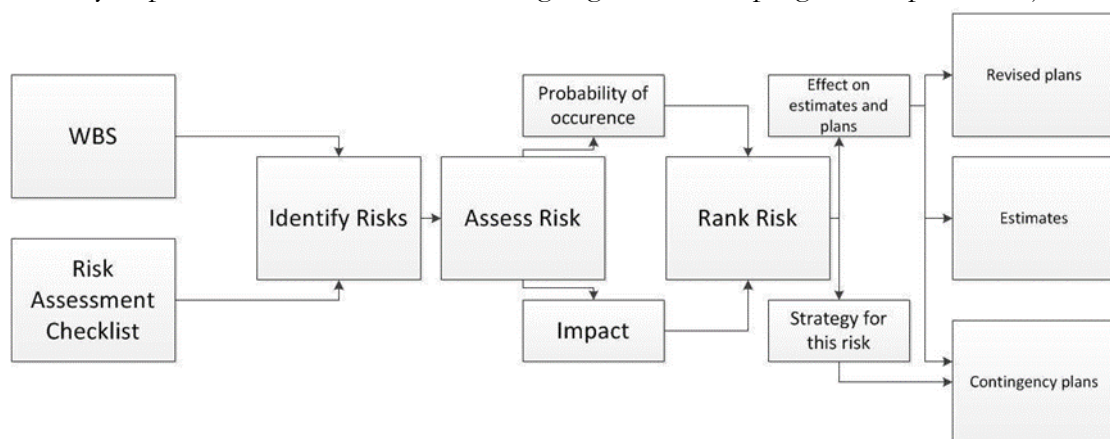 WBS
Risk
Assessment
Checklist
Identify Risks
Assess Risk
Probability of
occurence
Impact
Rank Risk
Effect on
estimates and
plans
Strategy for
this risk
Revised plans
Estimates
Contingency plans